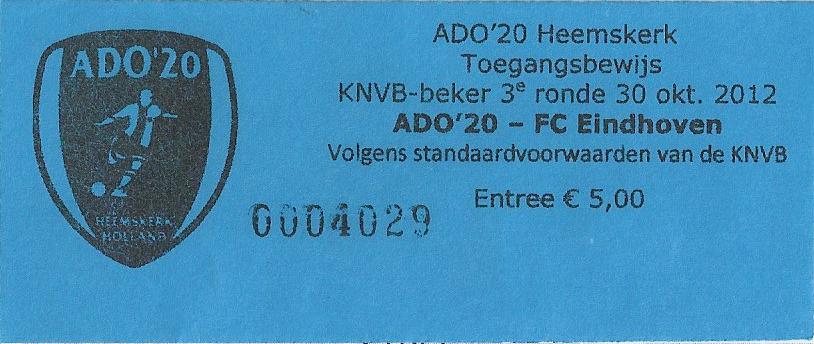 ADO'20
HEEMSKERK
HOLLAND
0004029
ADO'20 Heemskerk
Toegangsbewijs
KNVB-beker 3e ronde 30 okt. 2012
ADO'20 – FC Eindhoven
Volgens standaardvoorwaarden van de KNVB
Entree € 5,00